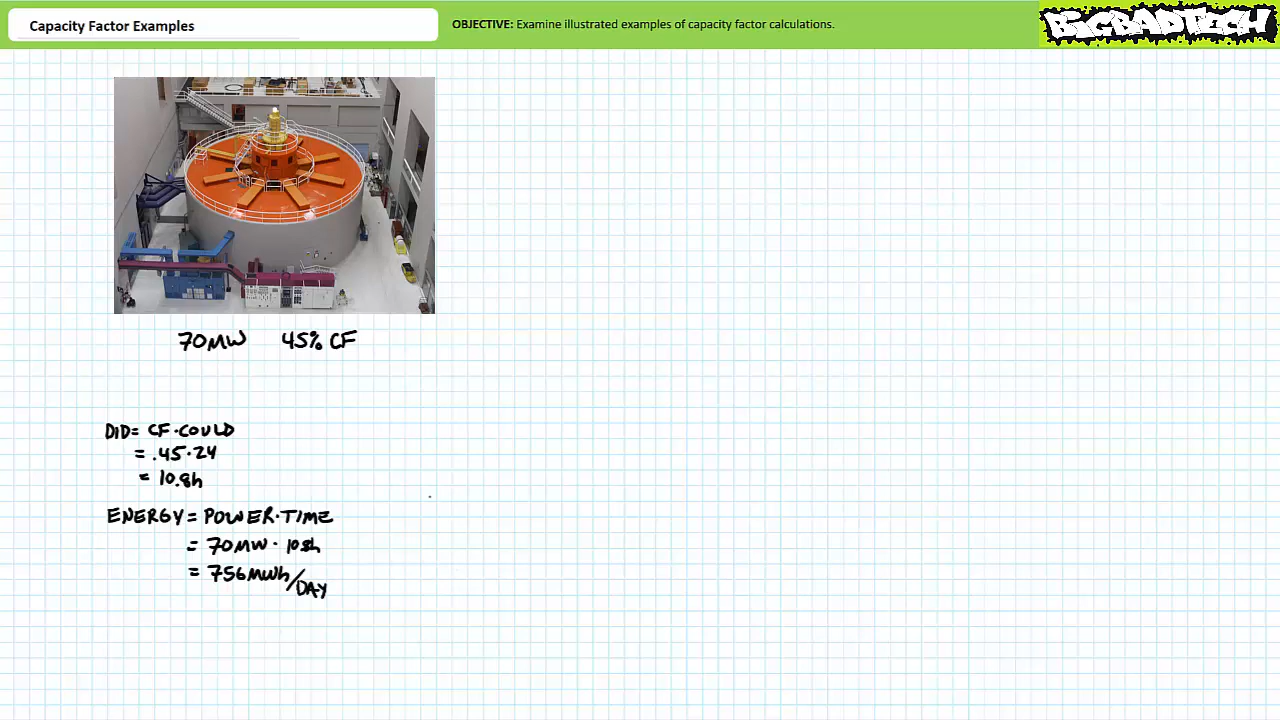 Capacity Factor Examples
OBJECTIVE: Examine illustrated examples of capacity factor calculations.
BIGBADTECH
70MW 45% CF
DID= CF·COULD
= .45·24
= 10.8h
ENERGY = POWER·TIME
= 70MW · 10.8h
= 756MWh/DAY